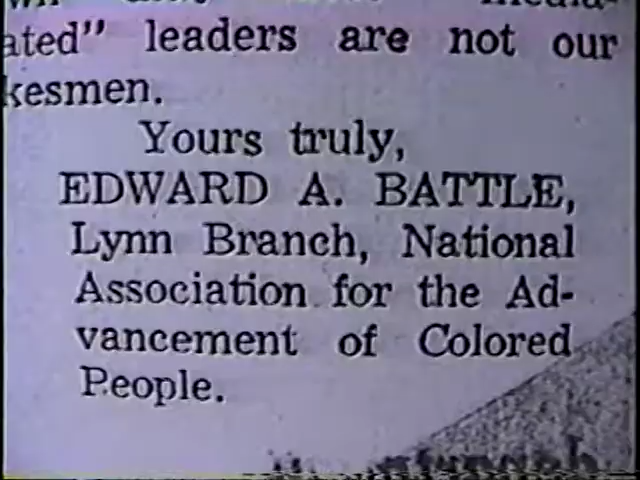 ated" leaders are not our
kesmen.
Yours truly,
EDWARD A. BATTLE,
Lynn Branch, National
Association for the Ad-
vancement of Colored
People.